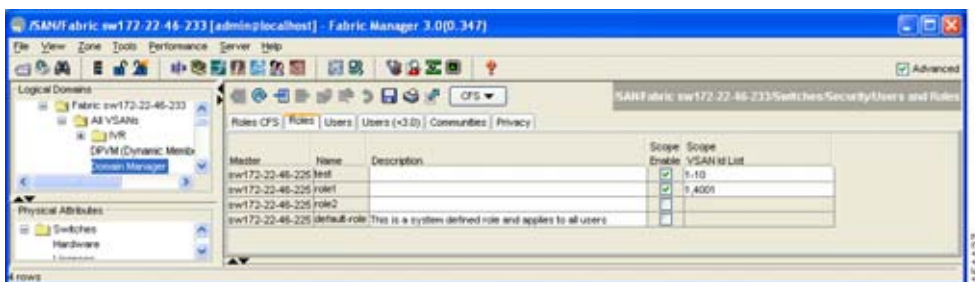 /SAN/Fabric sw172-22-46-233 [admin@localhost] - Fabric Manager 3.0(0.347)
File View Zone Tools Performance Server Help
Advanced
Logical Domains
Fabric sw172-22-46-233
All VSANs
IVR
DPVM (Dynamic Membe
Domain Manager
CFS
SAN/Fabric sw172-22-46-233/Switches/Security/Users and Roles
Roles CFS Roles Users Users (<3.0) Communities Privacy
Scope Scope
Master Name Description Enable VSAN Id List
sw172-22-46-225 test 1-10
sw172-22-46-225 role1 1,4001
sw172-22-46-225 role2
sw172-22-46-225 default-role This is a system defined role and applies to all users
Physical Attributes
Switches
Hardware
4 rows